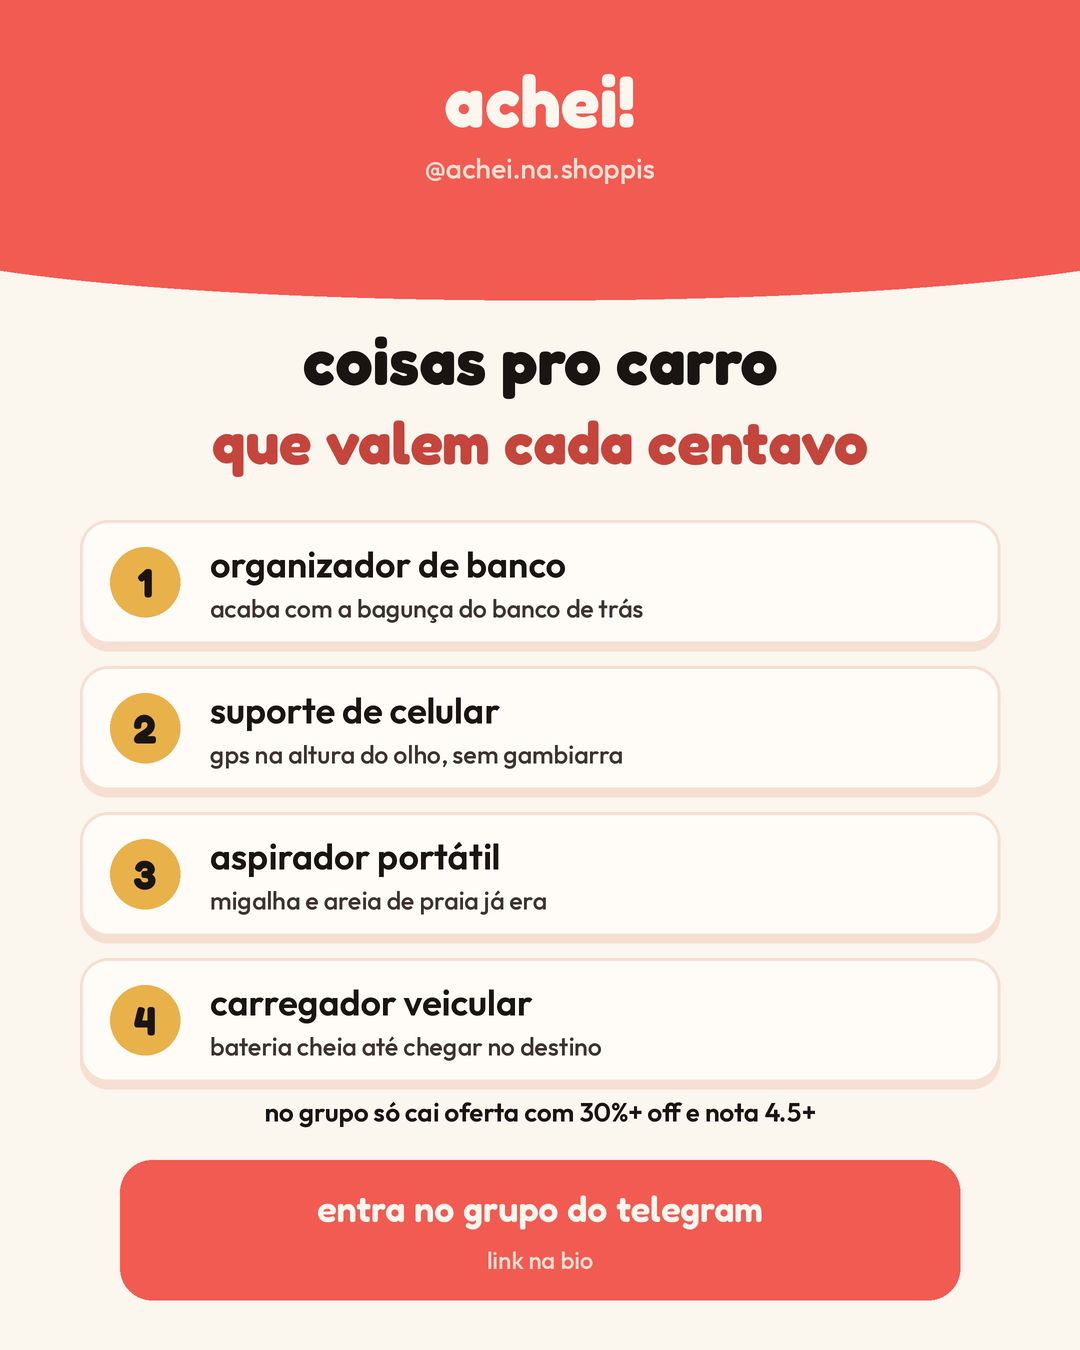 achei!
@achei.na.shoppis
coisas pro carro
que valem cada centavo
1
organizador de banco
acaba com a bagunça do banco de trás
2
suporte de celular
gps na altura do olho, sem gambiarra
3
aspirador portátil
migalha e areia de praia já era
4
carregador veicular
bateria cheia até chegar no destino
no grupo só cai oferta com 30%+ off e nota 4.5+
entra no grupo do telegram
link na bio